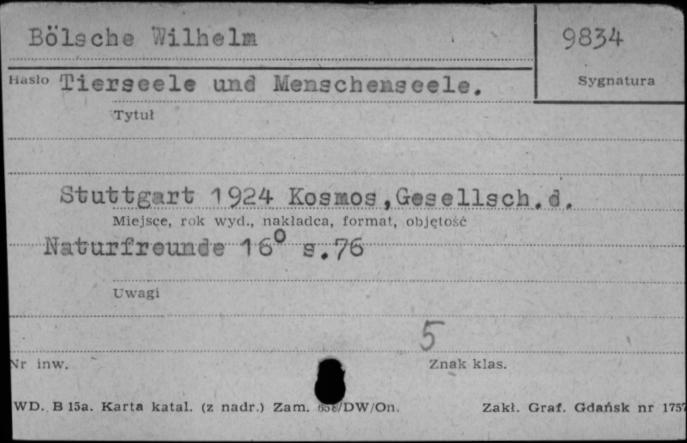 Bölsche Wilhelm
9834
Hasło Tierseele und Menschenseele.
Sygnatura
Tytuł
Stuttgart 1924 Kosmos,Gesellsch.d.
Miejsce, rok wyd., nakładca, format, objętość
Naturfreunde 16° s.76
Uwagi
5
Nr inw.
Znak klas.
WD. B 15a. Karta katal. (z nadr.) Zam. /DW/On.
Zakł. Graf. Gdańsk nr 1757